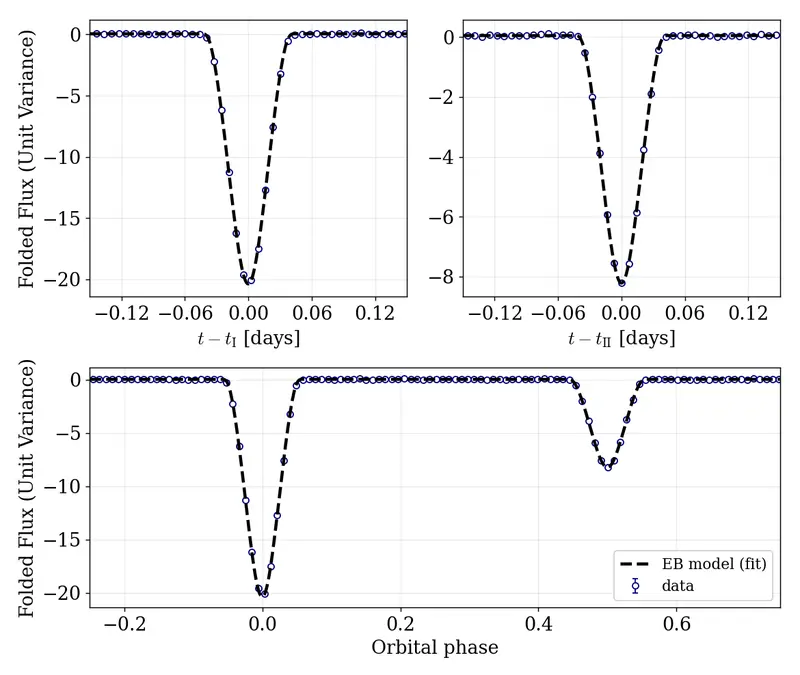 Folded Flux (Unit Variance)
0
−5
−10
−15
−20
−0.12 −0.06 0.00 0.06 0.12
t − t_I [days]
0
−2
−4
−6
−8
−0.12 −0.06 0.00 0.06 0.12
t − t_II [days]
Folded Flux (Unit Variance)
0
−5
−10
−15
−20
EB model (fit)
data
−0.2 0.0 0.2 0.4 0.6
Orbital phase